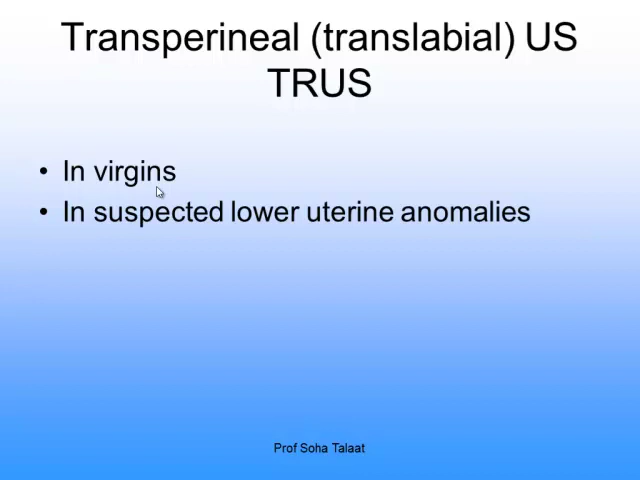 Transperineal (translabial) US
TRUS
• In virgins
• In suspected lower uterine anomalies
Prof Soha Talaat